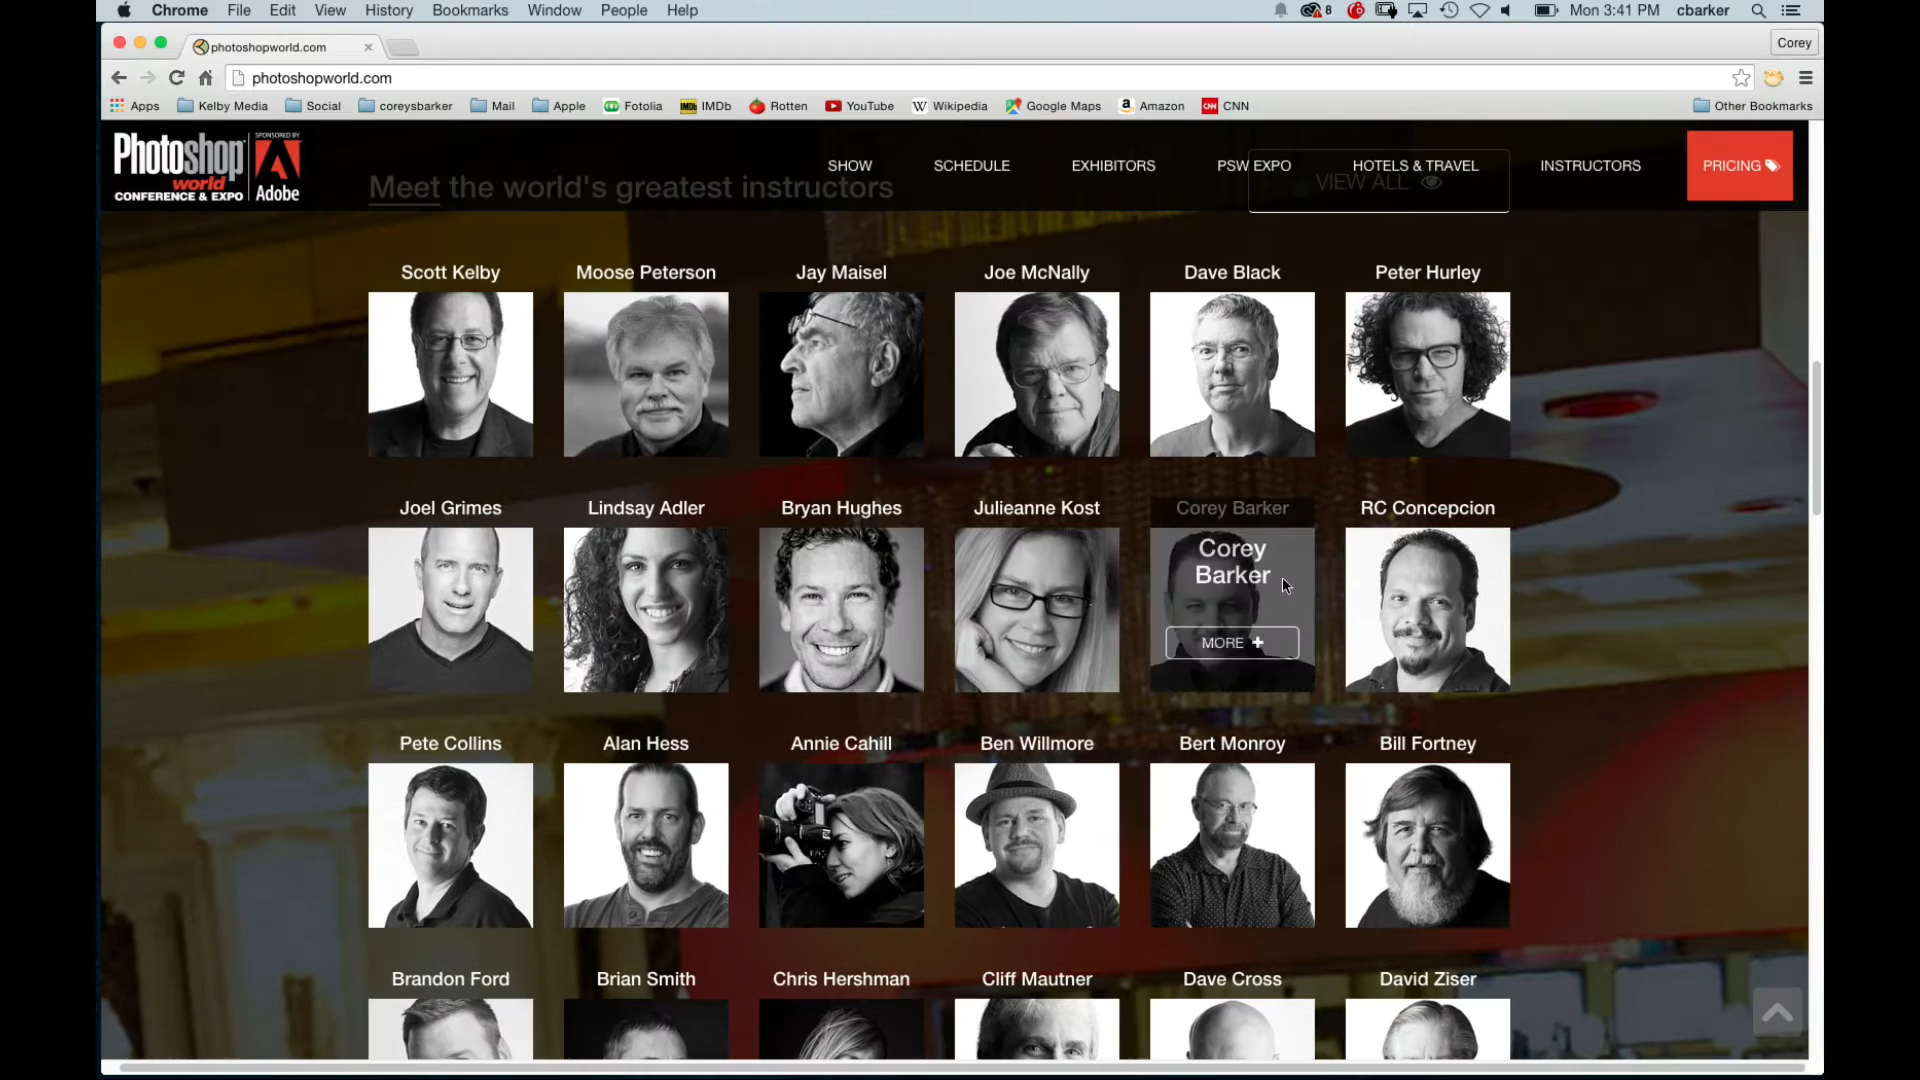 Chrome File Edit View History Bookmarks Window People Help 8 Mon 3:41 PM cbarker
photoshopworld.com
Corey
photoshopworld.com
Apps Kelby Media Social coreysbarker Mail Apple Fotolia IMDb Rotten YouTube Wikipedia Google Maps Amazon CNN Other Bookmarks
Photoshop world CONFERENCE & EXPO
SPONSORED BY Adobe
SHOW SCHEDULE EXHIBITORS PSW EXPO HOTELS & TRAVEL INSTRUCTORS PRICING
Meet the world's greatest instructors
VIEW ALL
Scott Kelby Moose Peterson Jay Maisel Joe McNally Dave Black Peter Hurley
Joel Grimes Lindsay Adler Bryan Hughes Julieanne Kost Corey Barker RC Concepcion
Corey
Barker
MORE
Pete Collins Alan Hess Annie Cahill Ben Willmore Bert Monroy Bill Fortney
Brandon Ford Brian Smith Chris Hershman Cliff Mautner Dave Cross David Ziser